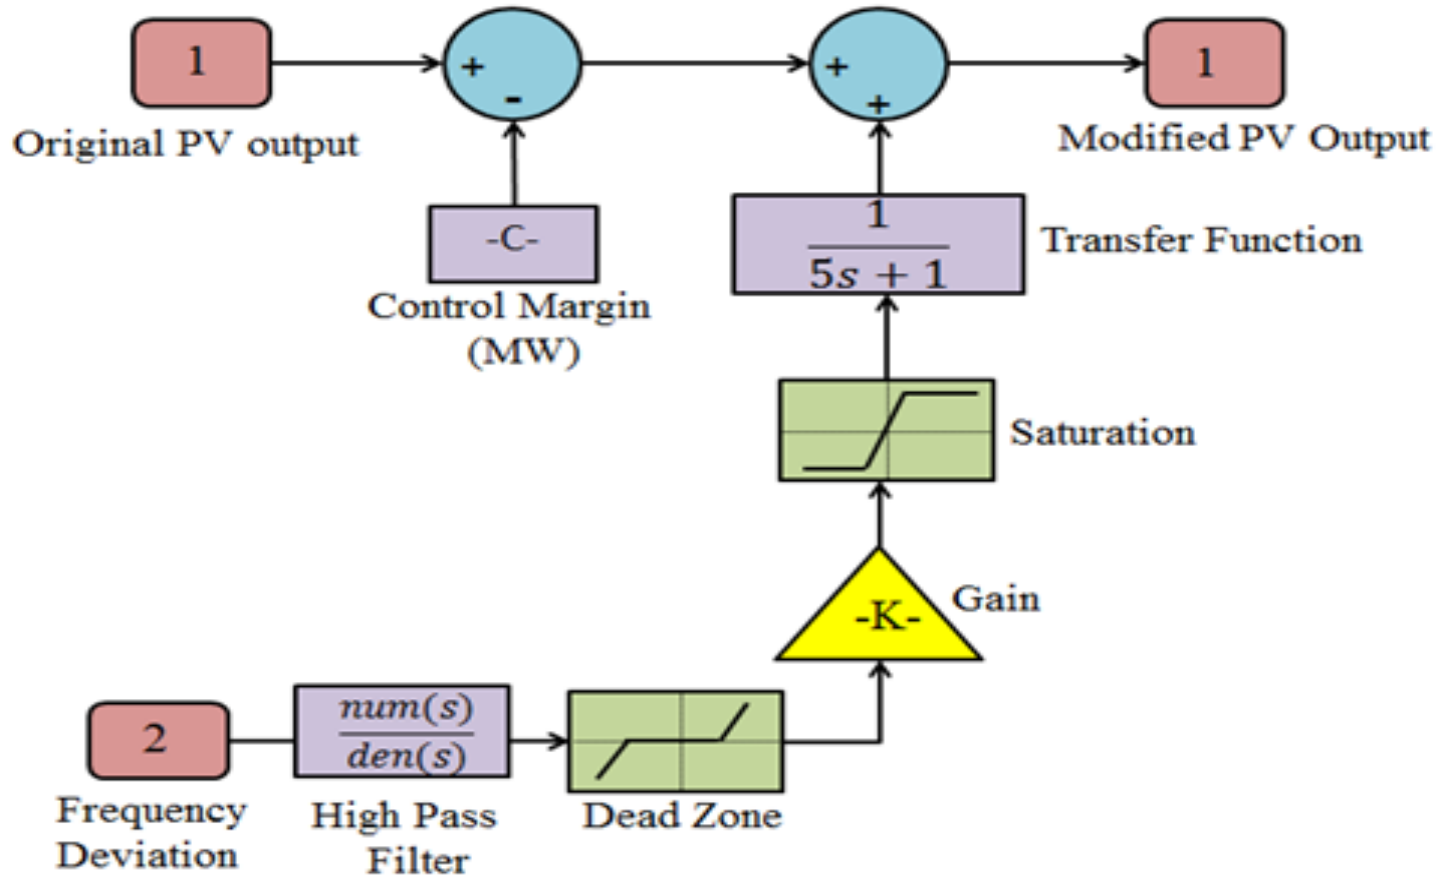 1
+
-
+
+
1
Original PV output
Modified PV Output
-C-
Control Margin
(MW)
1
5s + 1
Transfer Function
Saturation
-K-
Gain
2
num(s)
den(s)
Frequency
Deviation
High Pass
Filter
Dead Zone